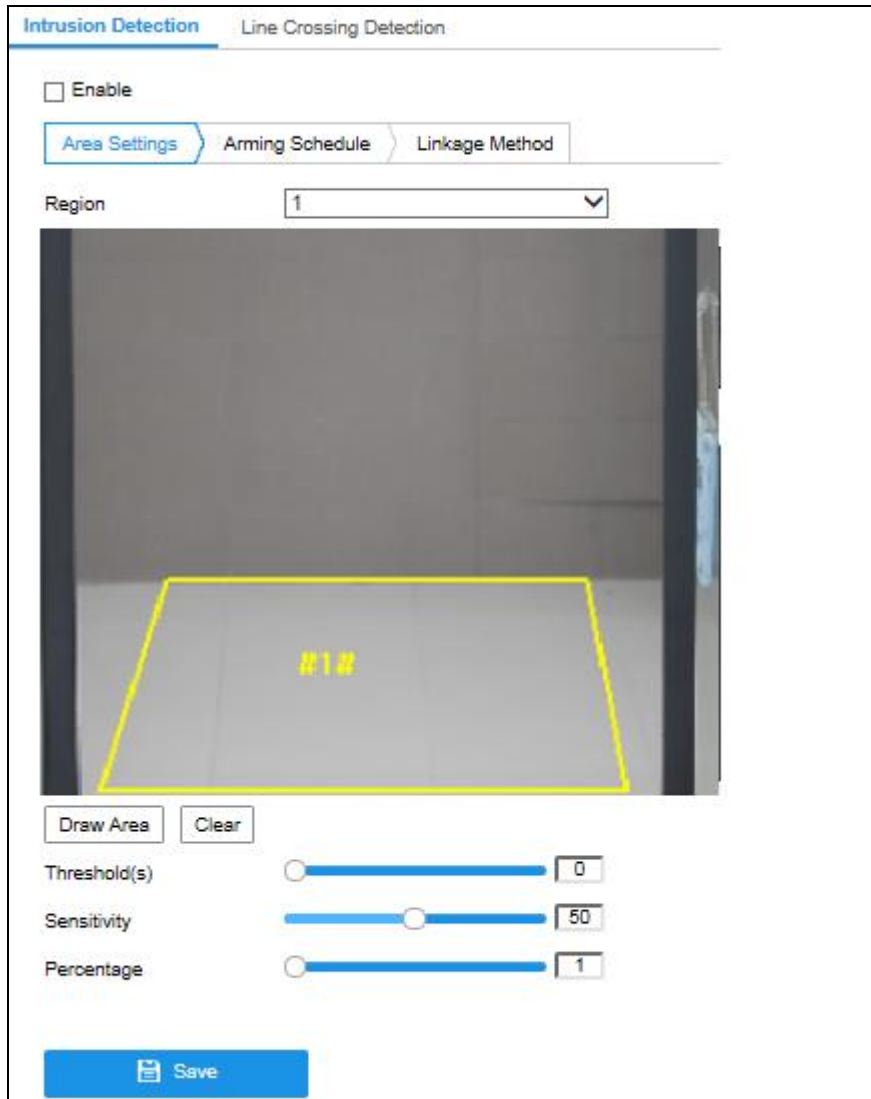 Intrusion Detection Line Crossing Detection
Enable
Area Settings Arming Schedule Linkage Method
Region 1
#1#
Draw Area Clear
Threshold(s) 0
Sensitivity 50
Percentage 1
Save